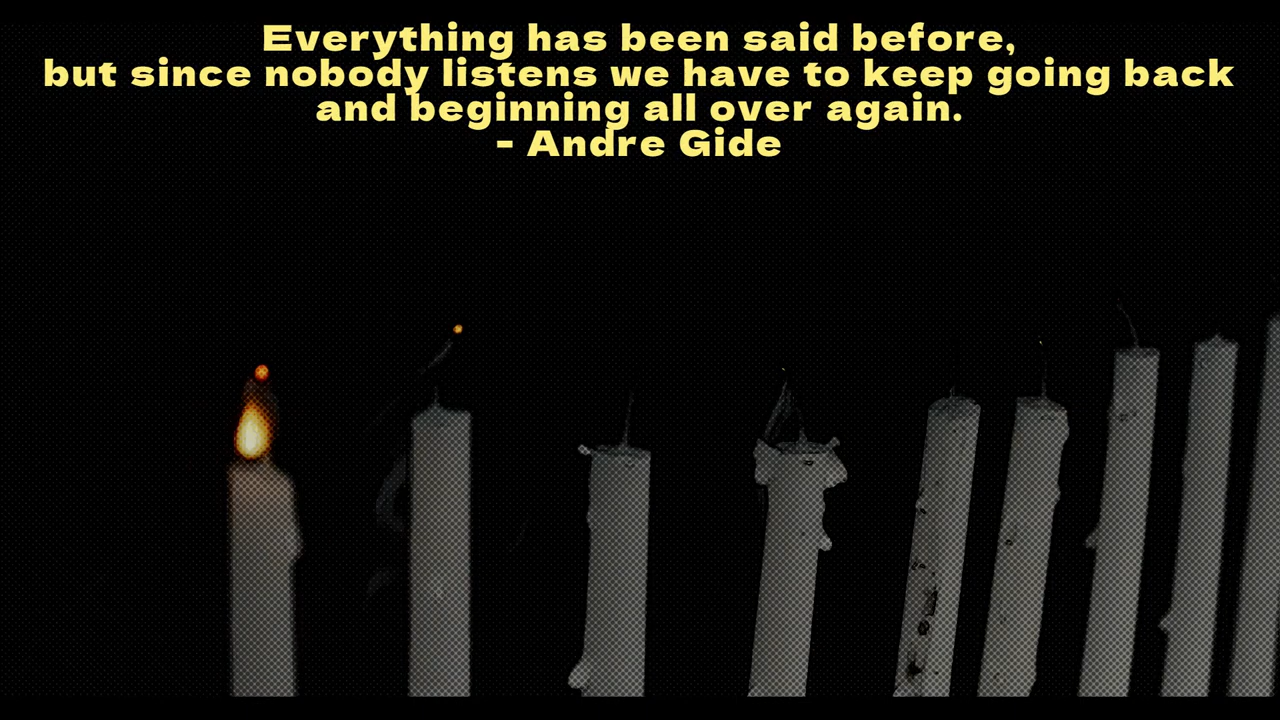 Everything has been said before,
but since nobody listens we have to keep going back
and beginning all over again.
- Andre Gide